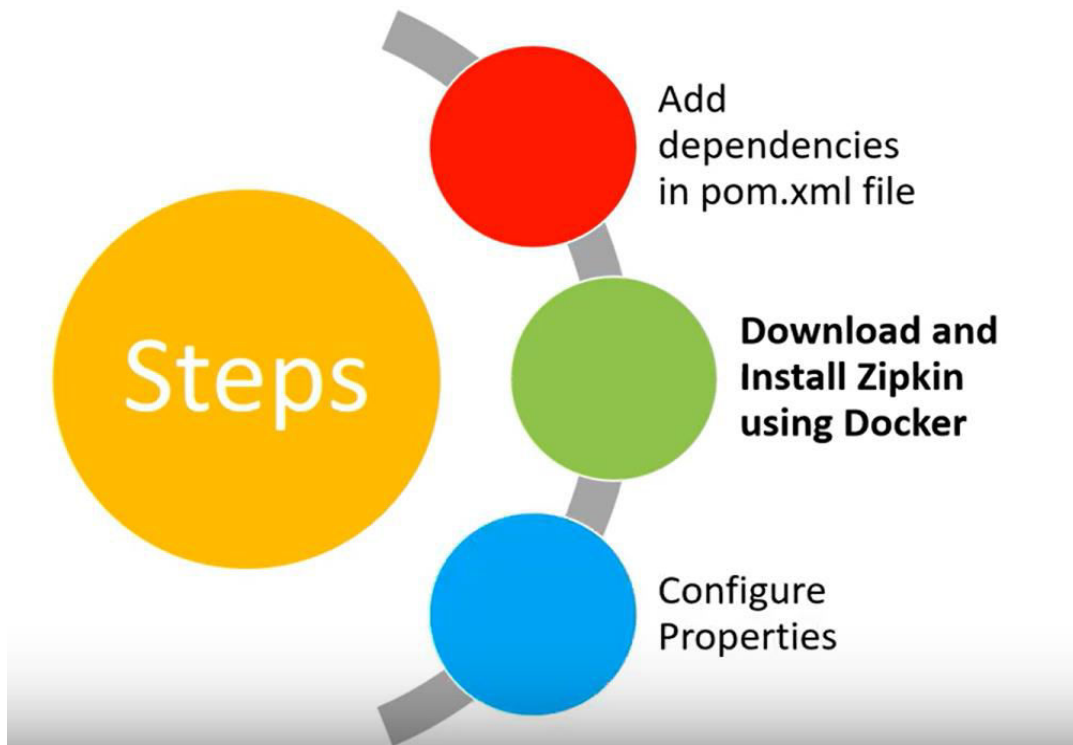 Steps
Add
dependencies
in pom.xml file
Download and
Install Zipkin
using Docker
Configure
Properties